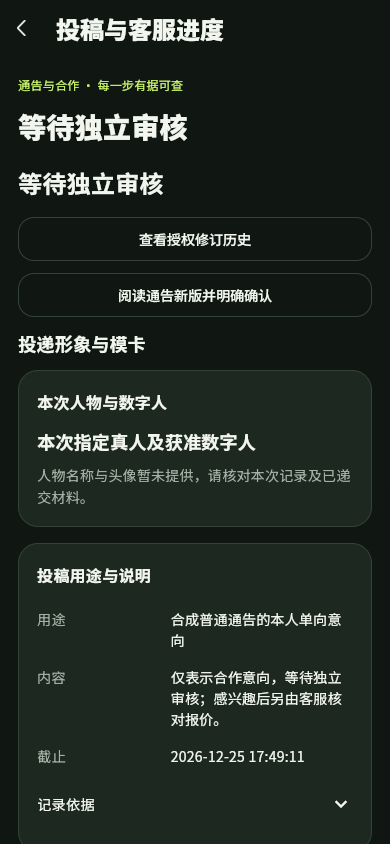 投稿与客服进度
通告与合作 · 每一步有据可查
等待独立审核
等待独立审核
查看授权修订历史
阅读通告新版并明确确认
投递形象与模卡
本次人物与数字人
本次指定真人及获准数字人
人物名称与头像暂未提供，请核对本次记录及已递
交材料。
投稿用途与说明
用途
合成普通通告的本人单向意
向
内容
仅表示合作意向，等待独立
审核；感兴趣后另由客服核
对报价。
截止
2026-12-25 17:49:11
记录依据